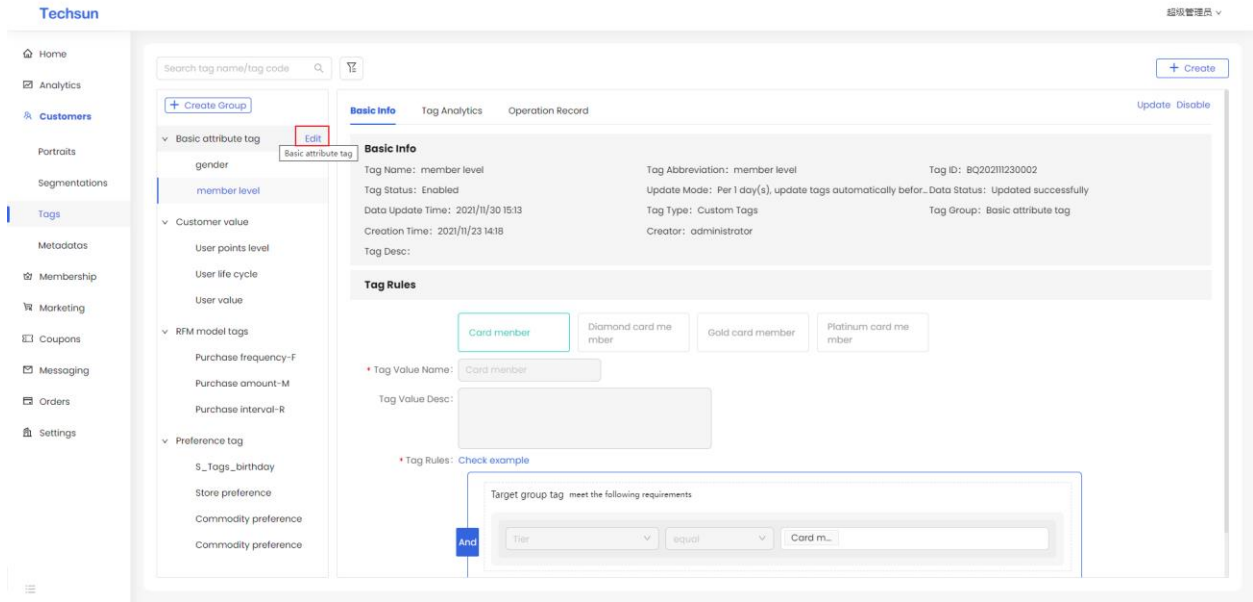 Techsun
超级管理员
Home
Analytics
Customers
Portraits
Segmentations
Tags
Metadatas
Membership
Marketing
Coupons
Messaging
Orders
Settings
Search tag name/tag code
+ Create
+ Create Group
Basic attribute tag Edit
Basic attribute tag
gender
member level
Customer value
User points level
User life cycle
User value
RFM model tags
Purchase frequency-F
Purchase amount-M
Purchase interval-R
Preference tag
S_Tags_birthday
Store preference
Commodity preference
Commodity preference
Basic Info Tag Analytics Operation Record Update Disable
Basic Info
Tag Name: member level Tag Abbreviation: member level Tag ID: BQ202111230002
Tag Status: Enabled Update Mode: Per 1 day(s), update tags automatically befor... Data Status: Updated successfully
Data Update Time: 2021/11/30 15:13 Tag Type: Custom Tags Tag Group: Basic attribute tag
Creation Time: 2021/11/23 14:18 Creator: administrator
Tag Desc:
Tag Rules
Card menber
Diamond card me
mber
Gold card member
Platinum card me
mber
* Tag Value Name: Card menber
Tag Value Desc:
* Tag Rules: Check example
Target group tag meet the following requirements
And Tier equal Card m...